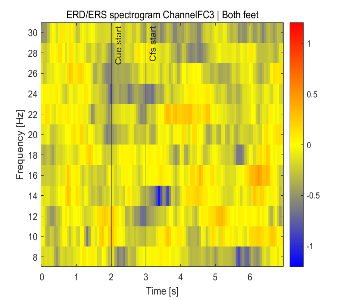 ERD/ERS spectrogram ChannelFC3 | Both feet
Frequency [Hz]
30
28
26
24
22
20
18
16
14
12
10
8
Cue start
Cfs start
1
0.5
0
-0.5
-1
0 1 2 3 4 5 6
Time [s]